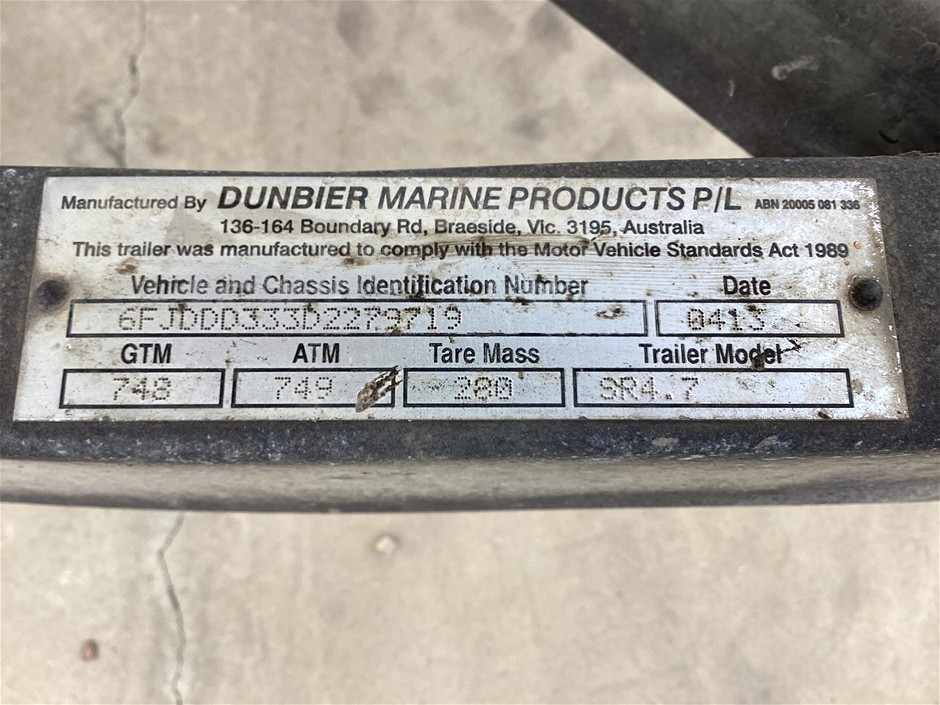 Manufactured By DUNBIER MARINE PRODUCTS P/L ABN 20005 081 336
136-164 Boundary Rd, Braeside, Vic. 3195, Australia
This trailer was manufactured to comply with the Motor Vehicle Standards Act 1989
Vehicle and Chassis Identification Number Date
6FJDDD333D2279719 0413
GTM ATM Tare Mass Trailer Model
748 749 280 SR4.7